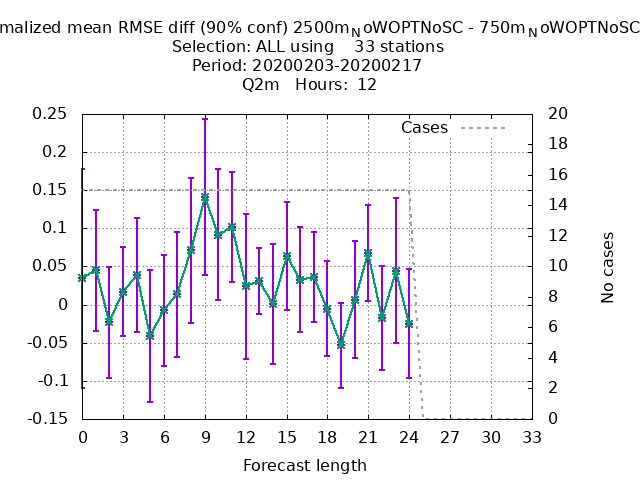 malized mean RMSE diff (90% conf) 2500mNoWOPTNoSC - 750mNoWOPTNoSC
Selection: ALL using 33 stations
Period: 20200203-20200217
Q2m Hours: 12
Cases
0.25
0.2
0.15
0.1
0.05
0
-0.05
-0.1
-0.15
20
18
16
14
12
10
8
6
4
2
0
No cases
0 3 6 9 12 15 18 21 24 27 30 33
Forecast length